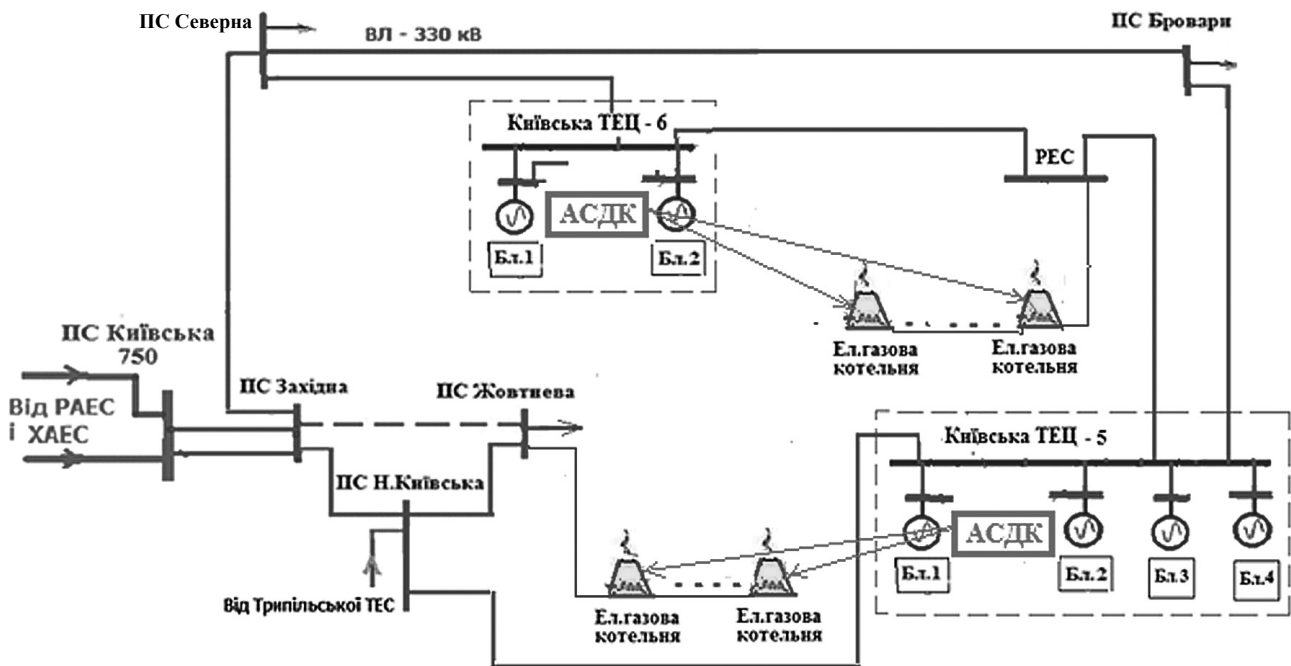 ПС Северна
ВЛ - 330 кВ
ПС Бровари
Київська ТЕЦ - 6
РЕС
АСДК
Бл.1
Бл.2
Ел.газова
котельня
Ел.газова
котельня
ПС Київська
750
Від РАЕС
і ХАЕС
ПС Західна
ПС Жовтнева
ПС Н.Київська
Від Трипільської ТЕС
Київська ТЕЦ - 5
АСДК
Бл.1
Бл.2
Бл.3
Бл.4
Ел.газова
котельня
Ел.газова
котельня